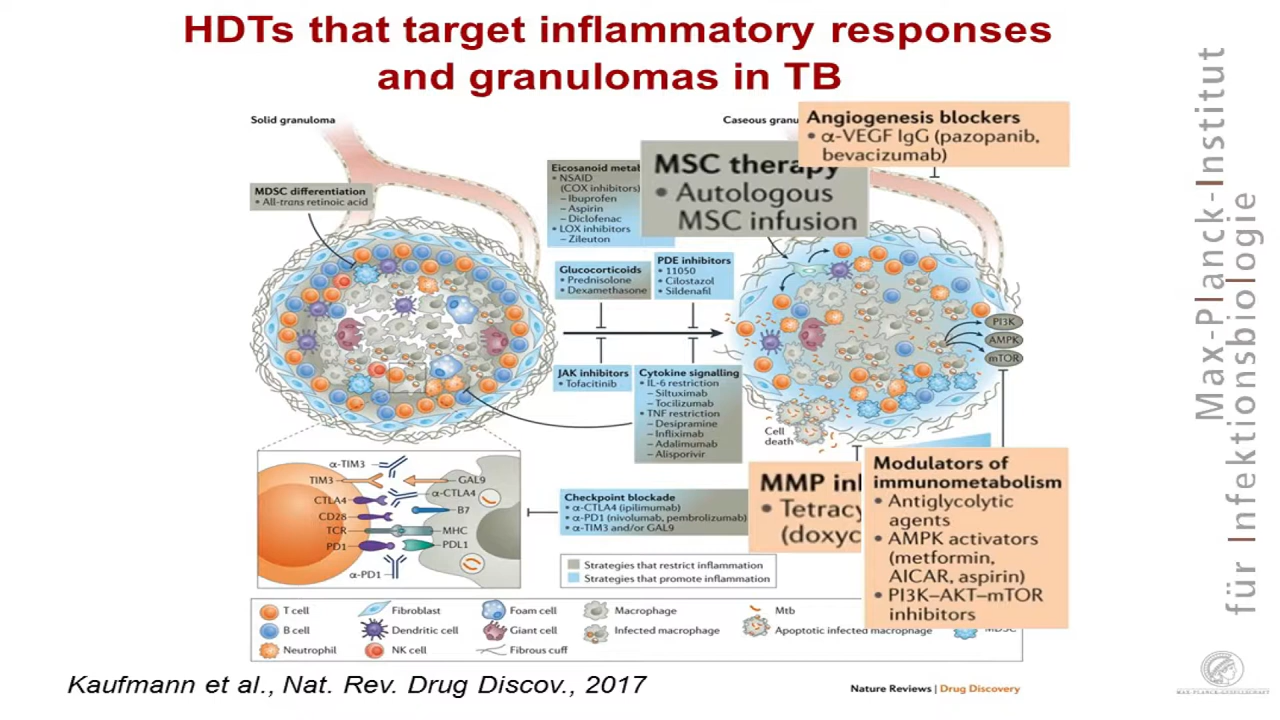 HDTs that target inflammatory responses
and granulomas in TB
Solid granuloma
Caseous granu
Angiogenesis blockers
• α-VEGF IgG (pazopanib,
bevacizumab)
MSC therapy
• Autologous
MSC infusion
MDSC differentiation
• All-trans retinoic acid
Eicosanoid metal
• NSAID
(COX inhibitors)
– Ibuprofen
– Aspirin
– Diclofenac
• LOX inhibitors
– Zileuton
Glucocorticoids
• Prednisolone
• Dexamethasone
PDE inhibitors
• 11050
• Cilostazol
• Sildenafil
PI3K
AMPK
mTOR
JAK inhibitors
• Tofacitinib
Cytokine signalling
• IL-6 restriction
– Siltuximab
– Tocilizumab
• TNF restriction
– Desipramine
– Infliximab
– Adalimumab
– Alisporivir
Cell
death
α-TIM3
TIM3
GAL9
CTLA4
α-CTLA4
CD28
B7
TCR
MHC
PD1
PDL1
α-PD1
Checkpoint blockade
• α-CTLA4 (ipilimumab)
• α-PD1 (nivolumab, pembrolizumab)
• α-TIM3 and/or GAL9
MMP inl
• Tetracy
(doxyc
Modulators of
immunometabolism
• Antiglycolytic
agents
• AMPK activators
(metformin,
AICAR, aspirin)
• PI3K–AKT–mTOR
inhibitors
Strategies that restrict inflammation
Strategies that promote inflammation
T cell
Fibroblast
Foam cell
Macrophage
Mtb
B cell
Dendritic cell
Giant cell
Infected macrophage
Apoptotic infected macrophage
MDSC
Neutrophil
NK cell
Fibrous cuff
Kaufmann et al., Nat. Rev. Drug Discov., 2017
Nature Reviews | Drug Discovery
Max-Planck-Institut
für Infektionsbiologie
MAX-PLANCK-GESELLSCHAFT